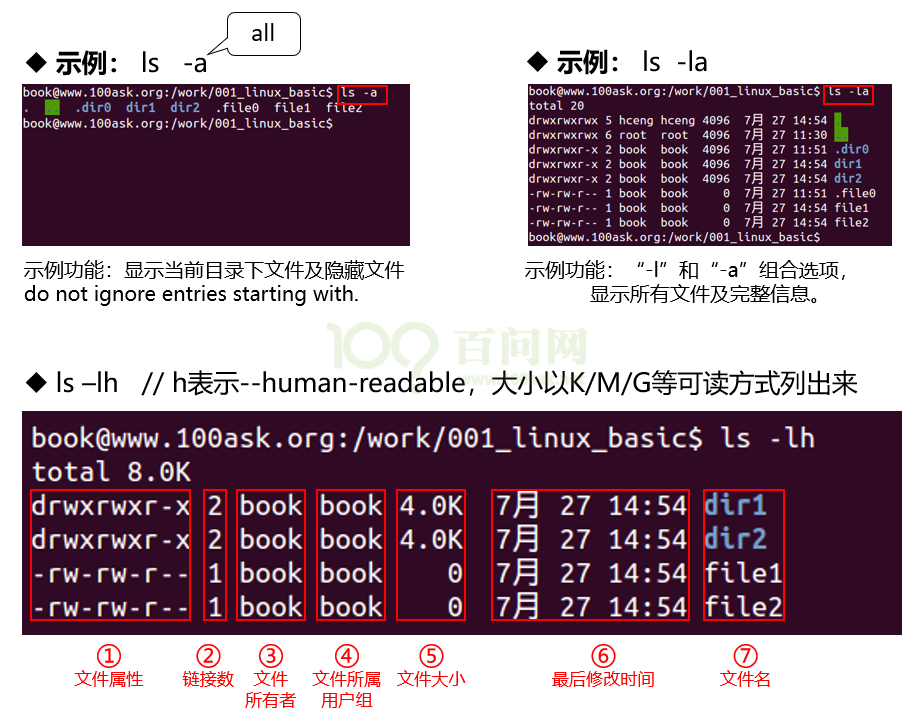 all
◆ 示例： ls -a
book@www.100ask.org:/work/001_linux_basic$ ls -a
. .. .dir0 dir1 dir2 .file0 file1 file2
book@www.100ask.org:/work/001_linux_basic$
示例功能：显示当前目录下文件及隐藏文件
do not ignore entries starting with.
◆ 示例： ls -la
book@www.100ask.org:/work/001_linux_basic$ ls -la
total 20
drwxrwxrwx 5 hceng hceng 4096 7月 27 14:54 .
drwxrwxrwx 6 root root 4096 7月 27 11:30 ..
drwxrwxr-x 2 book book 4096 7月 27 11:51 .dir0
drwxrwxr-x 2 book book 4096 7月 27 14:54 dir1
drwxrwxr-x 2 book book 4096 7月 27 14:54 dir2
-rw-rw-r-- 1 book book 0 7月 27 11:51 .file0
-rw-rw-r-- 1 book book 0 7月 27 14:54 file1
-rw-rw-r-- 1 book book 0 7月 27 14:54 file2
book@www.100ask.org:/work/001_linux_basic$
示例功能：“-l”和“-a”组合选项，
显示所有文件及完整信息。
100 百问网
◆ ls –lh // h表示--human-readable，大小以K/M/G等可读方式列出来
book@www.100ask.org:/work/001_linux_basic$ ls -lh
total 8.0K
drwxrwxr-x 2 book book 4.0K 7月 27 14:54 dir1
drwxrwxr-x 2 book book 4.0K 7月 27 14:54 dir2
-rw-rw-r-- 1 book book 0 7月 27 14:54 file1
-rw-rw-r-- 1 book book 0 7月 27 14:54 file2
① ② ③ ④ ⑤ ⑥ ⑦
文件属性 链接数 文件 文件所属 文件大小 最后修改时间 文件名
所有者 用户组